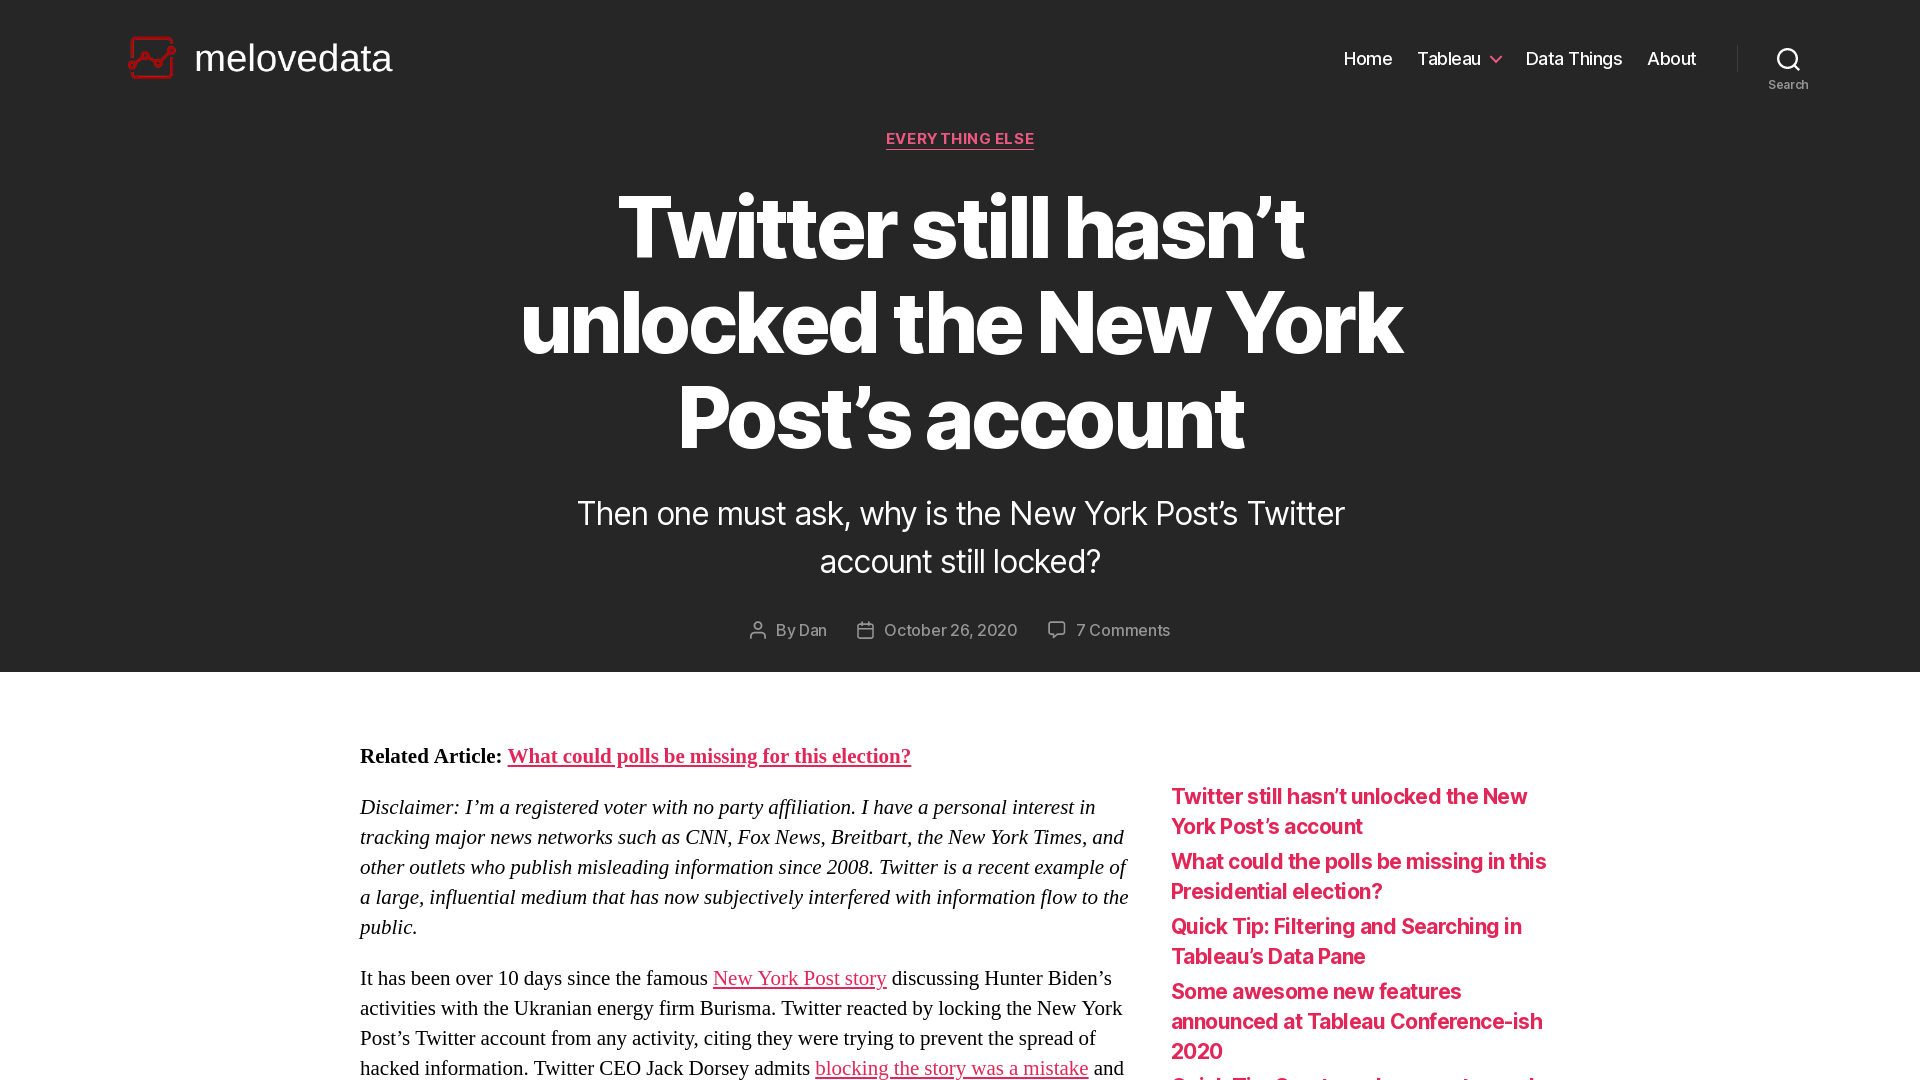 melovedata
Home
Tableau
Data Things
About
Search
EVERYTHING ELSE
Twitter still hasn’t
unlocked the New York
Post’s account
Then one must ask, why is the New York Post’s Twitter
account still locked?
By Dan
October 26, 2020
7 Comments
Related Article: What could polls be missing for this election?
Disclaimer: I’m a registered voter with no party affiliation. I have a personal interest in
tracking major news networks such as CNN, Fox News, Breitbart, the New York Times, and
other outlets who publish misleading information since 2008. Twitter is a recent example of
a large, influential medium that has now subjectively interfered with information flow to the
public.
It has been over 10 days since the famous New York Post story discussing Hunter Biden’s
activities with the Ukranian energy firm Burisma. Twitter reacted by locking the New York
Post’s Twitter account from any activity, citing they were trying to prevent the spread of
hacked information. Twitter CEO Jack Dorsey admits blocking the story was a mistake and
Twitter still hasn’t unlocked the New
York Post’s account
What could the polls be missing in this
Presidential election?
Quick Tip: Filtering and Searching in
Tableau’s Data Pane
Some awesome new features
announced at Tableau Conference-ish
2020